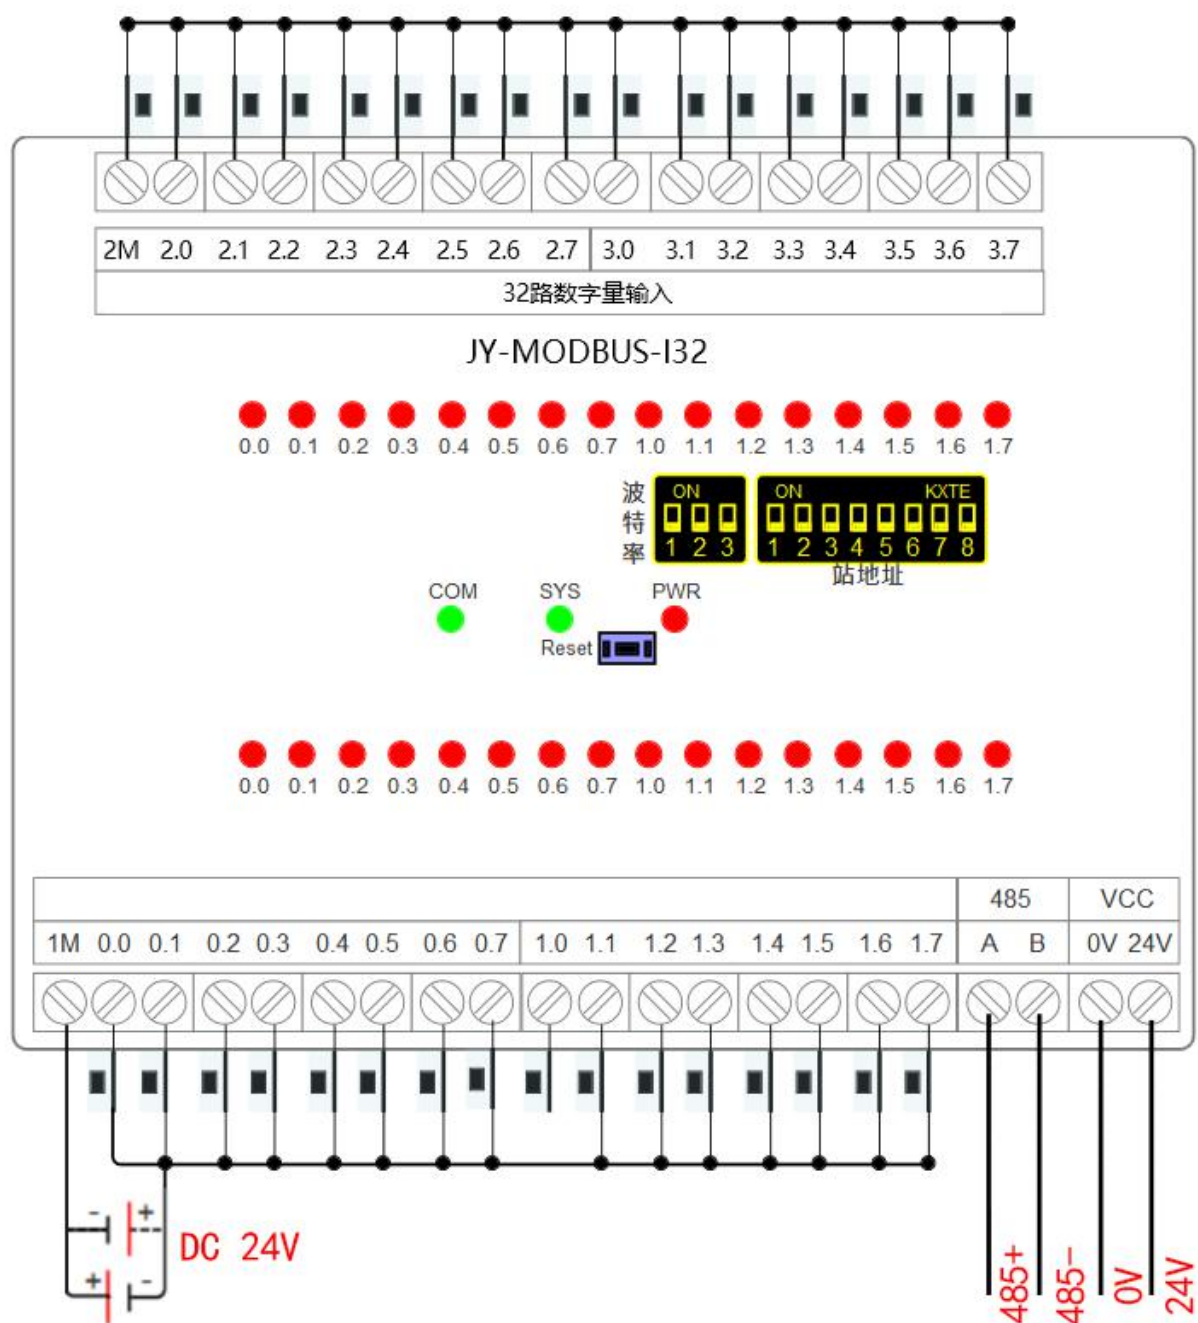 2M 2.0 2.1 2.2 2.3 2.4 2.5 2.6 2.7 3.0 3.1 3.2 3.3 3.4 3.5 3.6 3.7
32路数字量输入
JY-MODBUS-I32
0.0 0.1 0.2 0.3 0.4 0.5 0.6 0.7 1.0 1.1 1.2 1.3 1.4 1.5 1.6 1.7
波特率
ON
1 2 3
ON KXTE
1 2 3 4 5 6 7 8
站地址
COM SYS PWR
Reset
0.0 0.1 0.2 0.3 0.4 0.5 0.6 0.7 1.0 1.1 1.2 1.3 1.4 1.5 1.6 1.7
485 VCC
1M 0.0 0.1 0.2 0.3 0.4 0.5 0.6 0.7 1.0 1.1 1.2 1.3 1.4 1.5 1.6 1.7 A B 0V 24V
- +
DC 24V
+ -
485+
485-
0V
24V